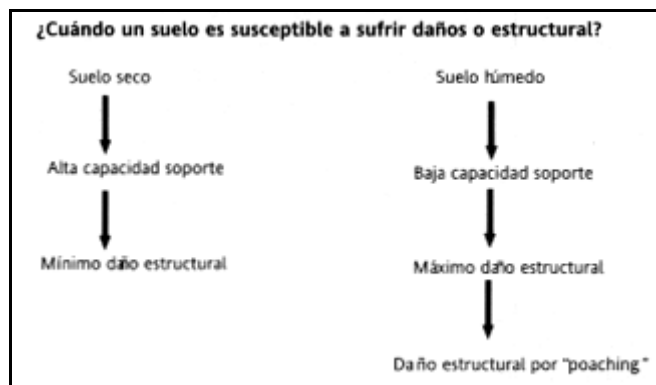 ¿Cuándo un suelo es susceptible a sufrir daños o estructural?
Suelo seco
Suelo húmedo
Alta capacidad soporte
Baja capacidad soporte
Mínimo daño estructural
Máximo daño estructural
Daño estructural por "poaching"